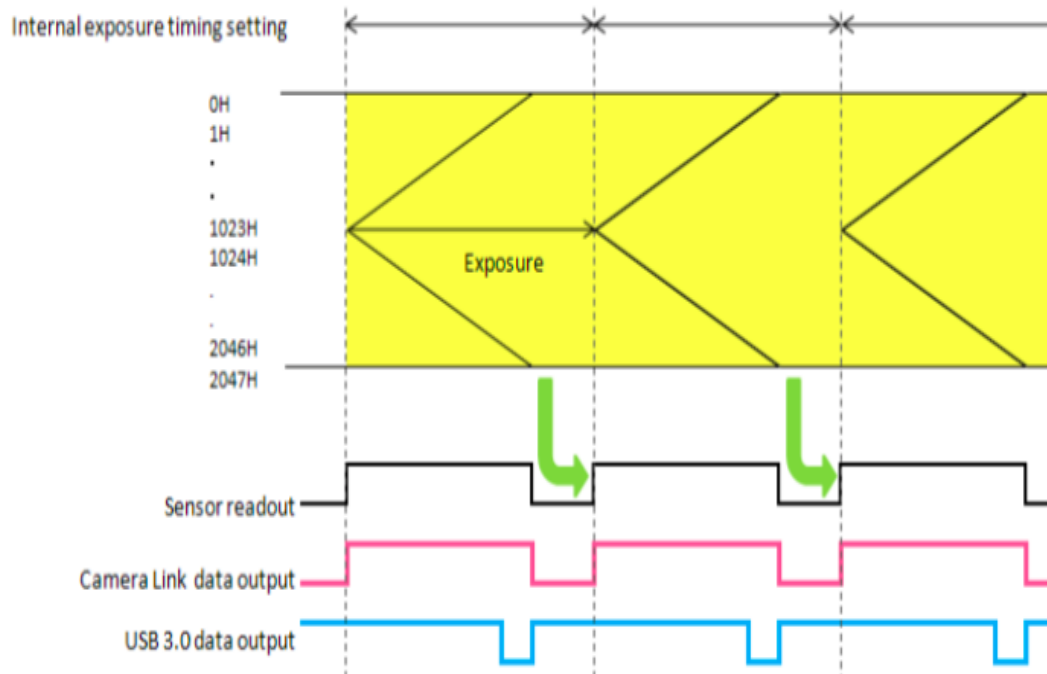 Internal exposure timing setting
0H
1H
.
.
1023H
1024H
Exposure
.
.
2046H
2047H
Sensor readout
Camera Link data output
USB 3.0 data output